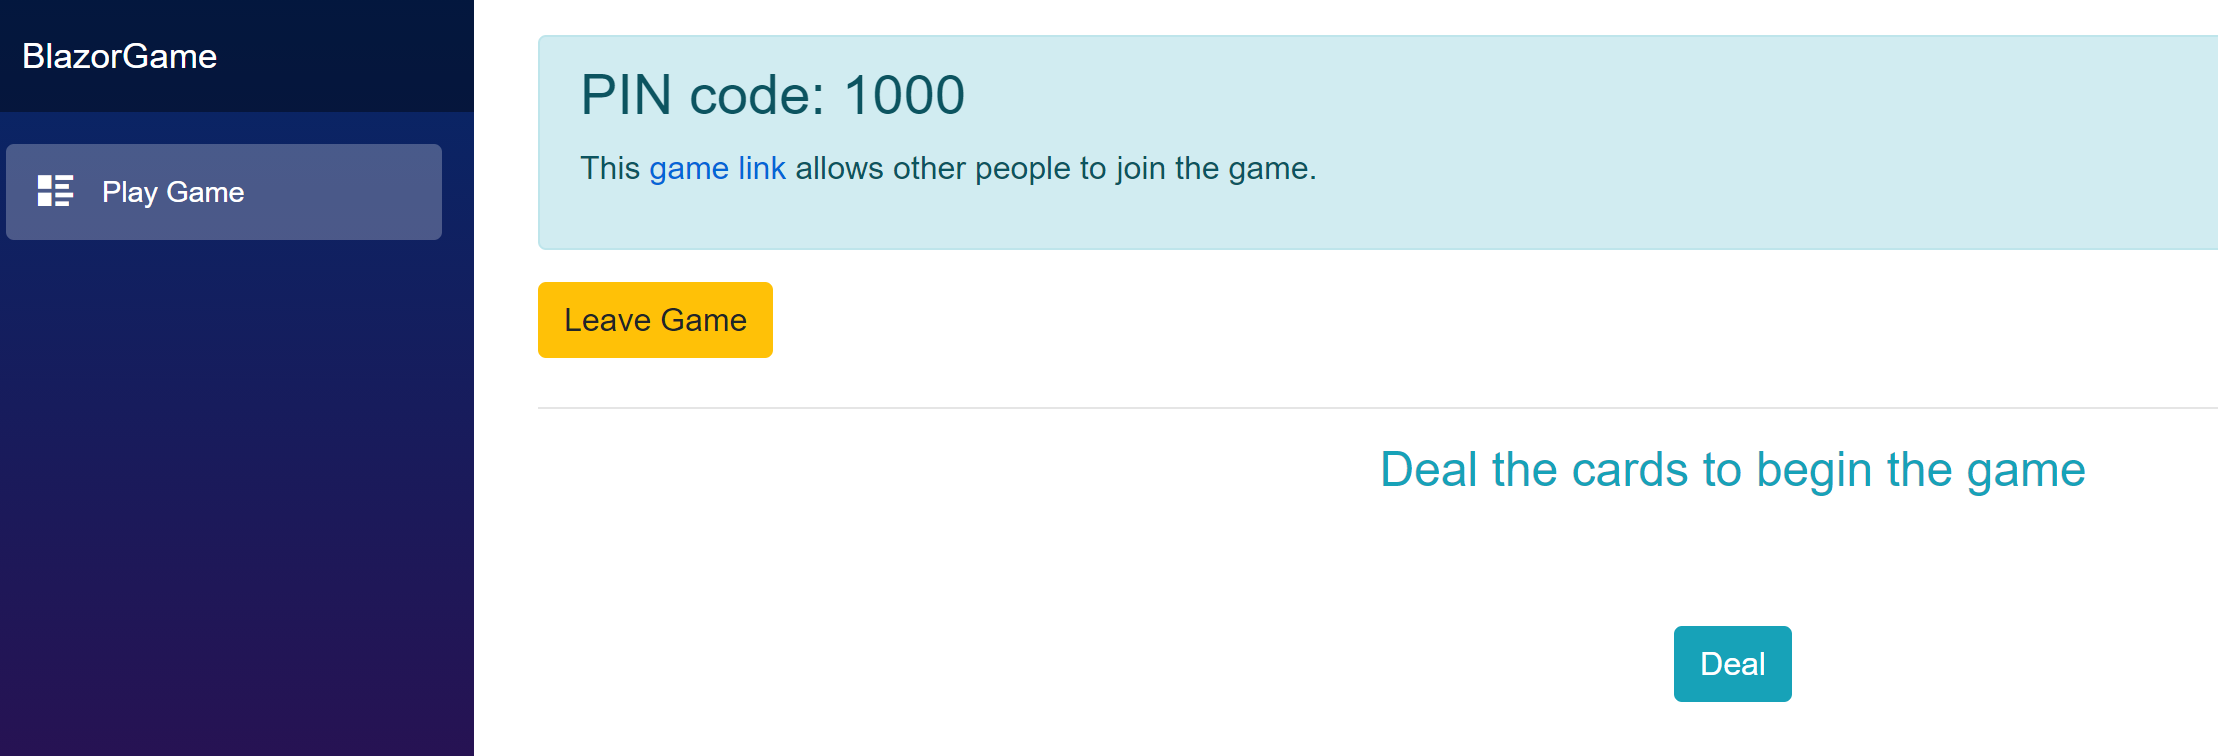 BlazorGame
Play Game
PIN code: 1000
This game link allows other people to join the game.
Leave Game
Deal the cards to begin the game
Deal